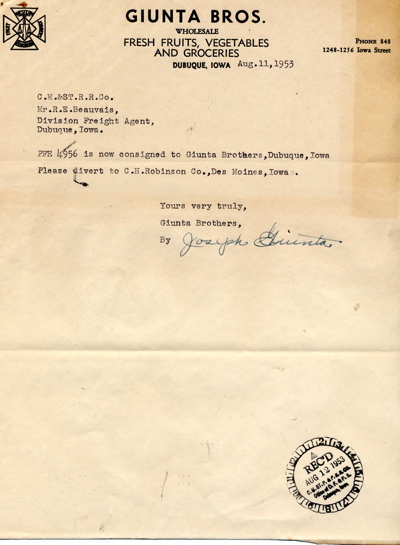 GIUNTA BROS.
WHOLESALE
FRESH FRUITS, VEGETABLES
AND GROCERIES
DUBUQUE, IOWA Aug.11,1953
PHONE 848
1248-1256 Iowa Street
C.M.&ST.R.R.Co.
Mr.R.E.Beauvais,
Division Freight Agent,
Dubuque,Iowa.
PFE 4956 is now consigned to Giunta Brothers,Dubuque,Iowa
Please divert to C.H.Robinson Co.,Des Moines,Iowa.
Yours very truly,
Giunta Brothers,
By Joseph Giunta
REC'D
AUG 12 1953
Dubuque, Iowa